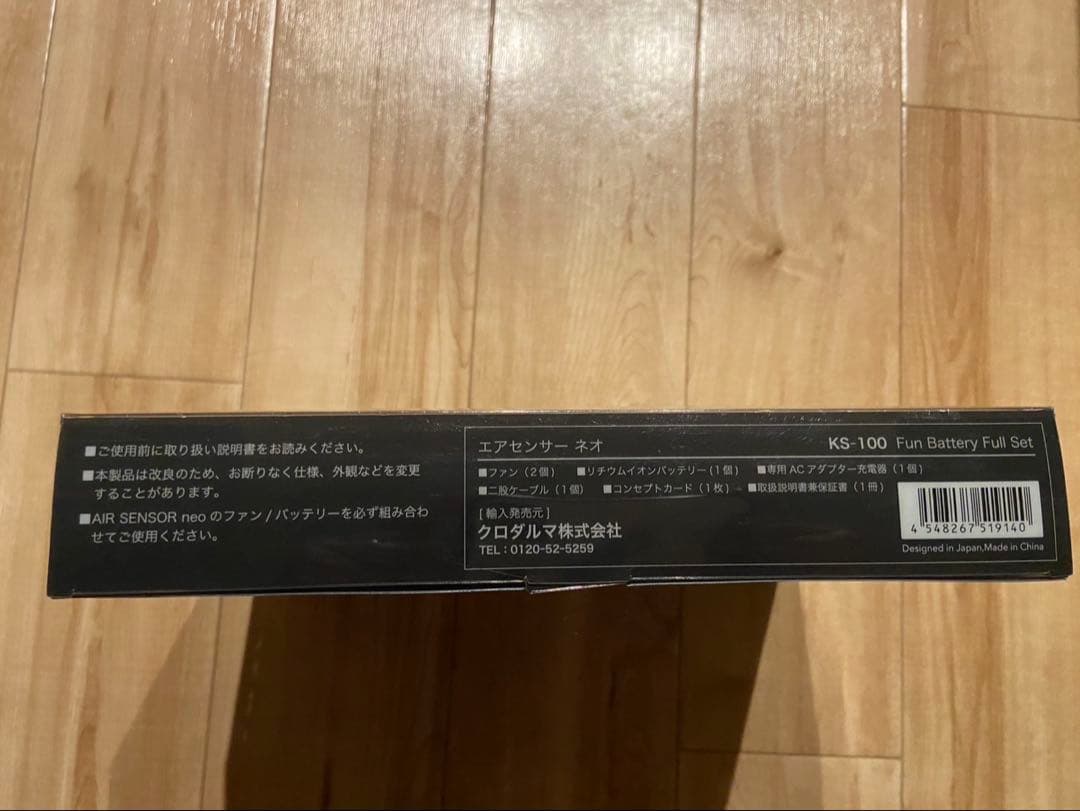 ■ご使用前に取り扱い説明書をお読みください。
■本製品は改良のため、お断りなく仕様、外観などを変更
することがあります。
■AIR SENSOR neo のファン / バッテリーを必ず組み合わ
せてご使用ください。
エアセンサー ネオ
KS-100 Fun Battery Full Set
■ファン（2個） ■リチウムイオンバッテリー（1個） ■専用 AC アダプター充電器（1個）
■二股ケーブル（1個） ■コンセプトカード（1枚） ■取扱説明書兼保証書（1冊）
[ 輸入発売元 ]
クロダルマ株式会社
TEL：0120-52-5259
4 548267 519140
Designed in Japan,Made in China